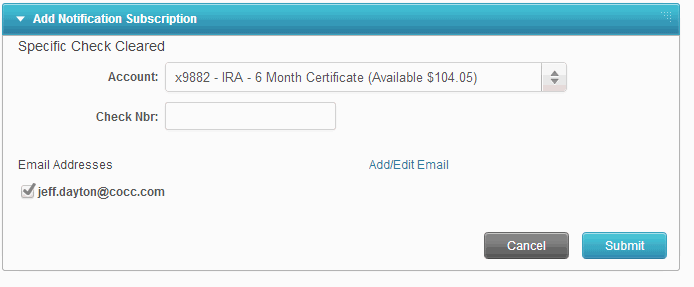 Add Notification Subscription
Specific Check Cleared
Account: x9882 - IRA - 6 Month Certificate (Available $104.05)
Check Nbr:
Email Addresses Add/Edit Email
jeff.dayton@cocc.com
Cancel Submit